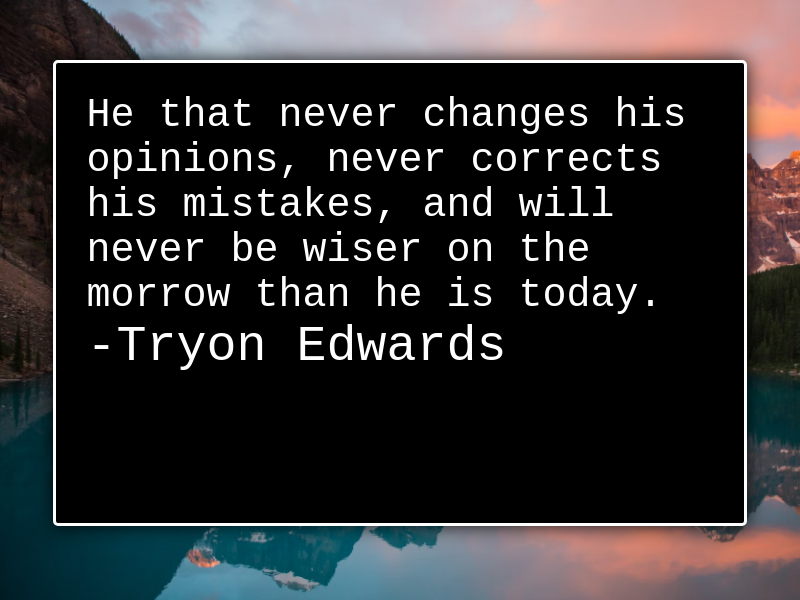 He that never changes his
opinions, never corrects
his mistakes, and will
never be wiser on the
morrow than he is today.
-Tryon Edwards